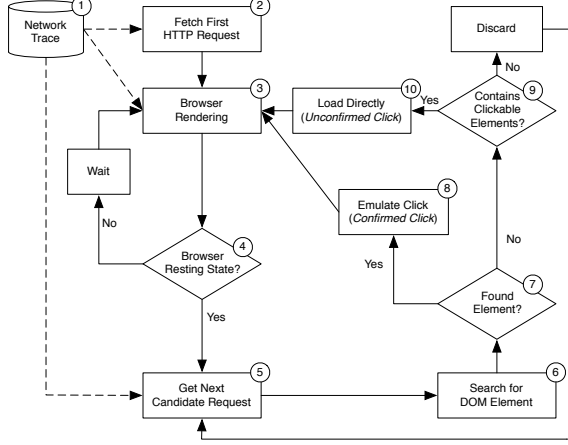 1
Network
Trace
2
Fetch First
HTTP Request
Discard
3
Browser
Rendering
10
Load Directly
(Unconfirmed Click)
Yes
No
9
Contains
Clickable
Elements?
Wait
8
Emulate Click
(Confirmed Click)
No
4
Browser
Resting State?
No
Yes
7
Found
Element?
Yes
5
Get Next
Candidate Request
6
Search for
DOM Element